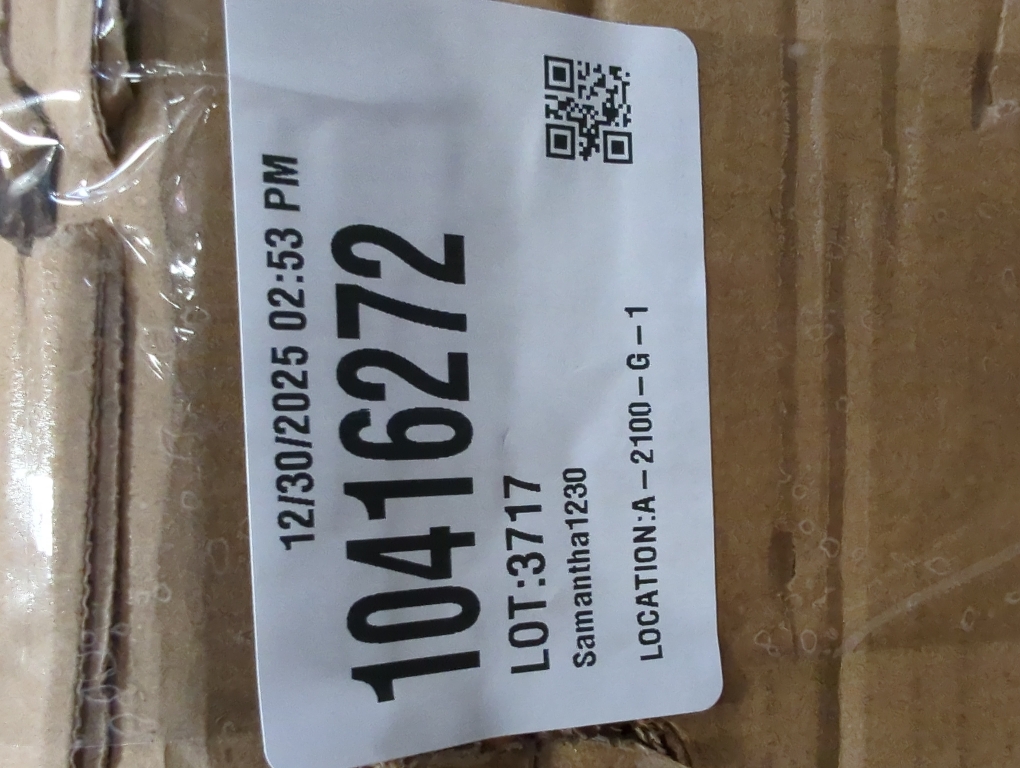 12/30/2025 02:53 PM
10416272
LOT:3717
Samantha1230
LOCATION:A-2100-G-1